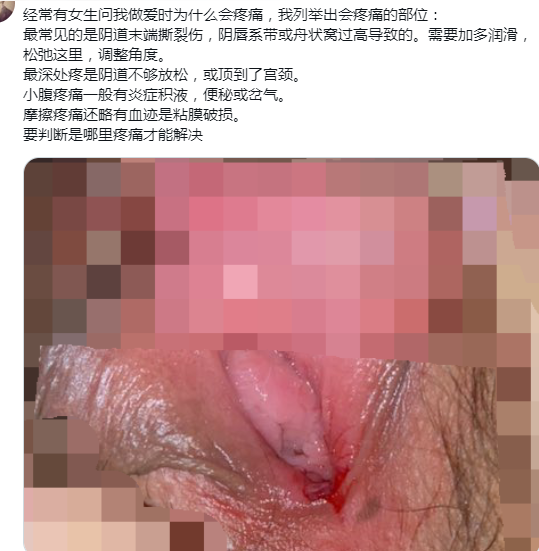 经常有女生问我做爱时为什么会疼痛，我列举出会疼痛的部位：
最常见的是阴道末端撕裂伤，阴唇系带或舟状窝过高导致的。需要加多润滑，
松弛这里，调整角度。
最深处疼是阴道不够放松，或顶到了宫颈。
小腹疼痛一般有炎症积液，便秘或岔气。
摩擦疼痛还略有血迹是粘膜破损。
要判断是哪里疼痛才能解决